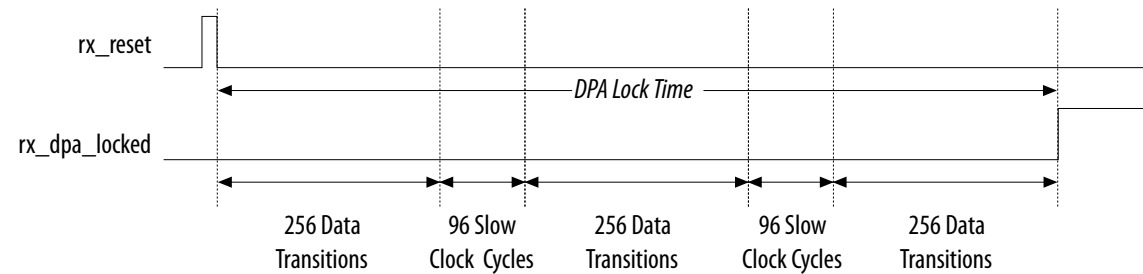 rx_reset
DPA Lock Time
rx_dpa_locked
256 Data
Transitions
96 Slow
Clock Cycles
256 Data
Transitions
96 Slow
Clock Cycles
256 Data
Transitions